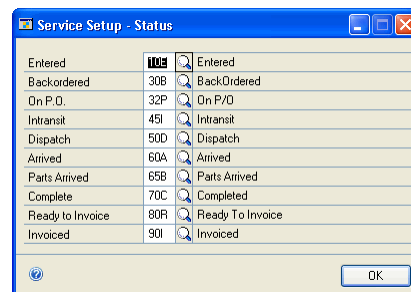 Service Setup - Status
Entered 10E Entered
Backordered 30B BackOrdered
On P.O. 32P On P/O
Intransit 45I Intransit
Dispatch 50D Dispatch
Arrived 60A Arrived
Parts Arrived 65B Parts Arrived
Complete 70C Completed
Ready to Invoice 80R Ready To Invoice
Invoiced 90I Invoiced
OK